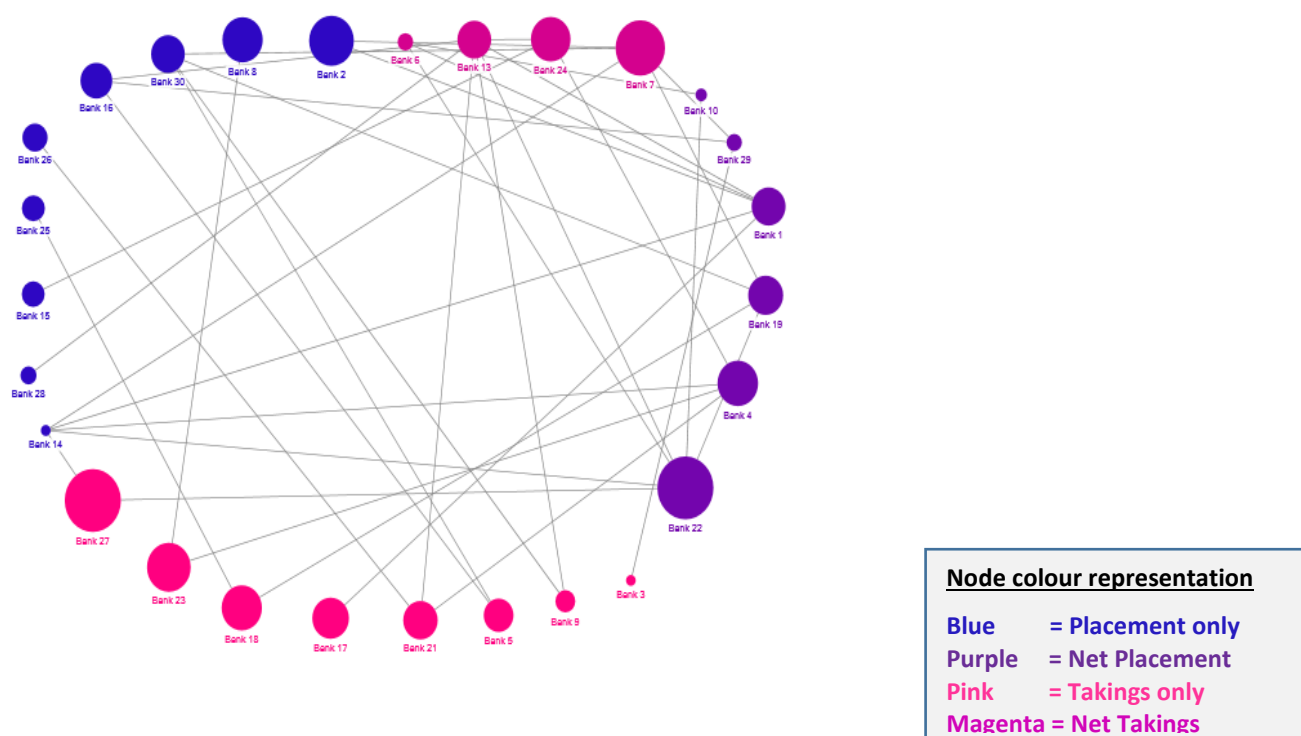 Bank 6
Bank 8
Bank 2
Bank 13
Bank 24
Bank 7
Bank 30
Bank 16
Bank 10
Bank 26
Bank 29
Bank 25
Bank 1
Bank 15
Bank 19
Bank 28
Bank 4
Bank 14
Bank 27
Bank 22
Bank 23
Bank 3
Bank 18
Bank 17
Bank 21
Bank 5
Bank 9
Node colour representation
Blue = Placement only
Purple = Net Placement
Pink = Takings only
Magenta = Net Takings